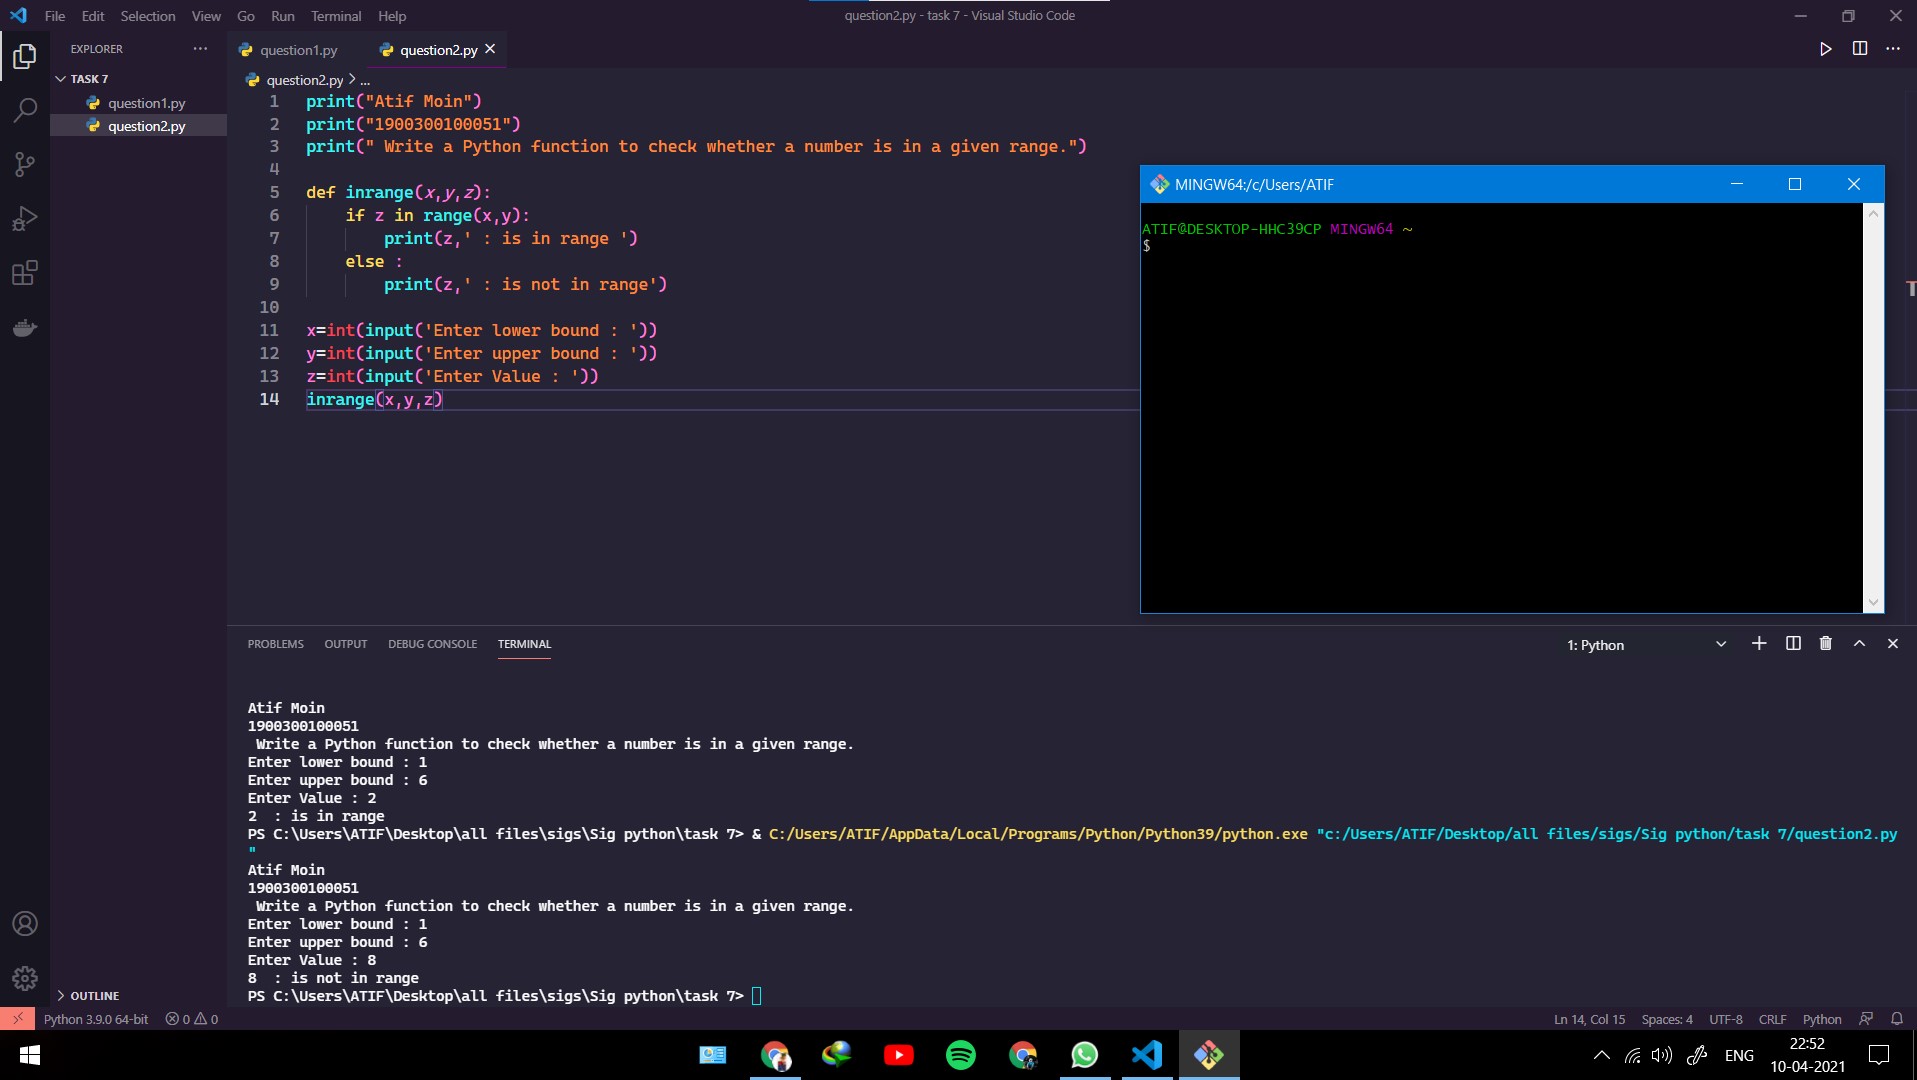 File Edit Selection View Go Run Terminal Help
question2.py - task 7 - Visual Studio Code
EXPLORER
TASK 7
question1.py
question2.py
OUTLINE
question1.py
question2.py
question2.py > ...
1 print("Atif Moin")
2 print("1900300100051")
3 print(" Write a Python function to check whether a number is in a given range.")
4
5 def inrange(x,y,z):
6 if z in range(x,y):
7 print(z,' : is in range ')
8 else :
9 print(z,' : is not in range')
10
11 x=int(input('Enter lower bound : '))
12 y=int(input('Enter upper bound : '))
13 z=int(input('Enter Value : '))
14 inrange(x,y,z)
MINGW64:/c/Users/ATIF
ATIF@DESKTOP-HHC39CP MINGW64 ~
$
PROBLEMS OUTPUT DEBUG CONSOLE TERMINAL
1: Python
Atif Moin
1900300100051
Write a Python function to check whether a number is in a given range.
Enter lower bound : 1
Enter upper bound : 6
Enter Value : 2
2  : is in range
PS C:\Users\ATIF\Desktop\all files\sigs\Sig python\task 7> & C:/Users/ATIF/AppData/Local/Programs/Python/Python39/python.exe "c:/Users/ATIF/Desktop/all files/sigs/Sig python/task 7/question2.py
"
Atif Moin
1900300100051
Write a Python function to check whether a number is in a given range.
Enter lower bound : 1
Enter upper bound : 6
Enter Value : 8
8  : is not in range
PS C:\Users\ATIF\Desktop\all files\sigs\Sig python\task 7>
Python 3.9.0 64-bit 0 0
Ln 14, Col 15 Spaces: 4 UTF-8 CRLF Python
ENG
22:52
10-04-2021